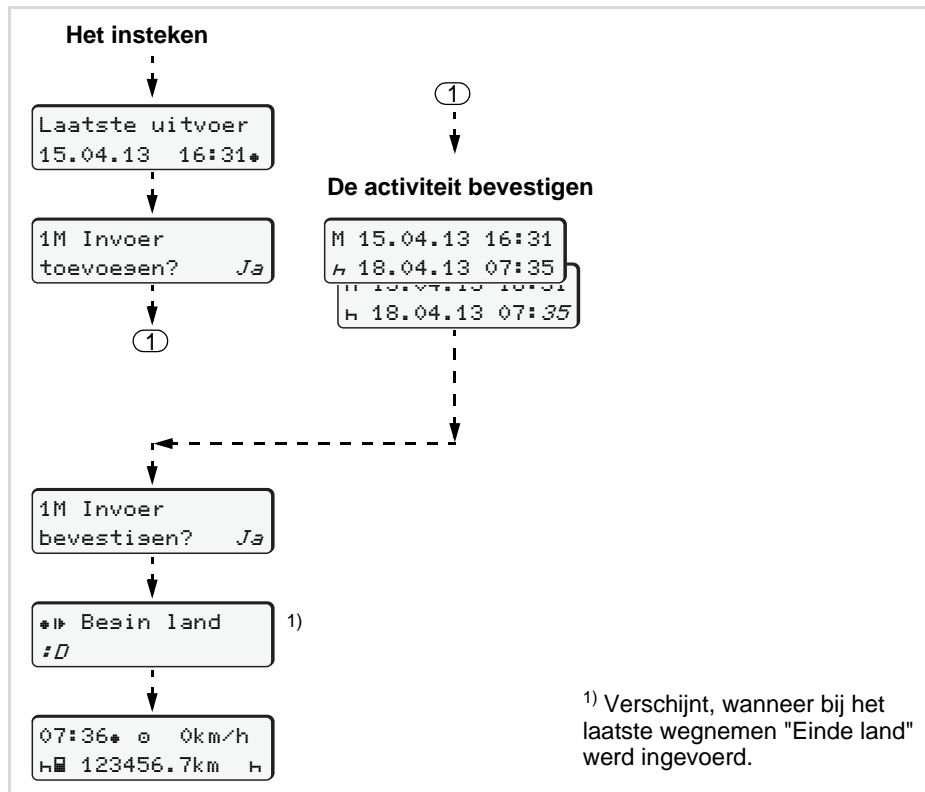 Het insteken
Laatste uitvoer
15.04.13 16:31
1M Invoer
toevoegen? Ja
1
1
De activiteit bevestigen
M 15.04.13 16:31
18.04.13 07:35
18.04.13 07:35
1M Invoer
bevestigen? Ja
Begin land
:D
1)
07:36 0km/h
123456.7km
1) Verschijnt, wanneer bij het
laatste wegnemen "Einde land"
werd ingevoerd.